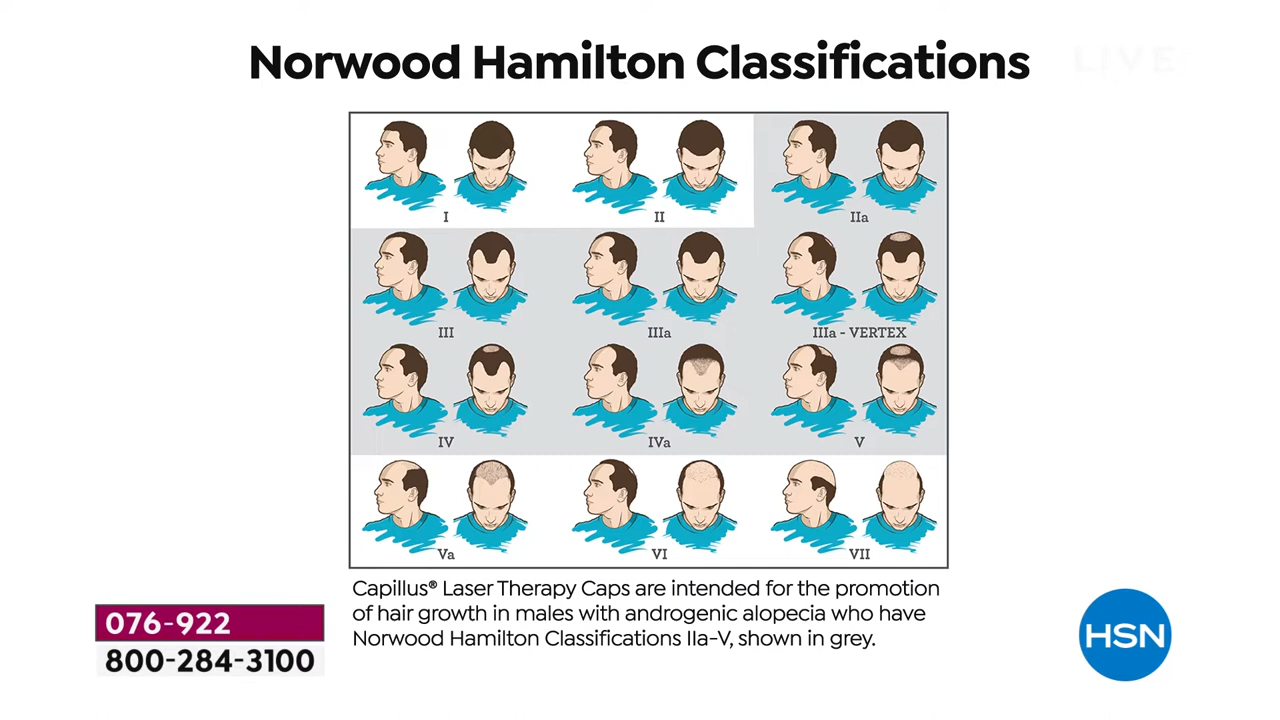 Norwood Hamilton Classifications
LIVE
I
II
IIa
III
IIIa
IIIa - VERTEX
IV
IVa
V
Va
VI
VII
Capillus® Laser Therapy Caps are intended for the promotion
of hair growth in males with androgenic alopecia who have
Norwood Hamilton Classifications IIa-V, shown in grey.
076-922
800-284-3100
HSN